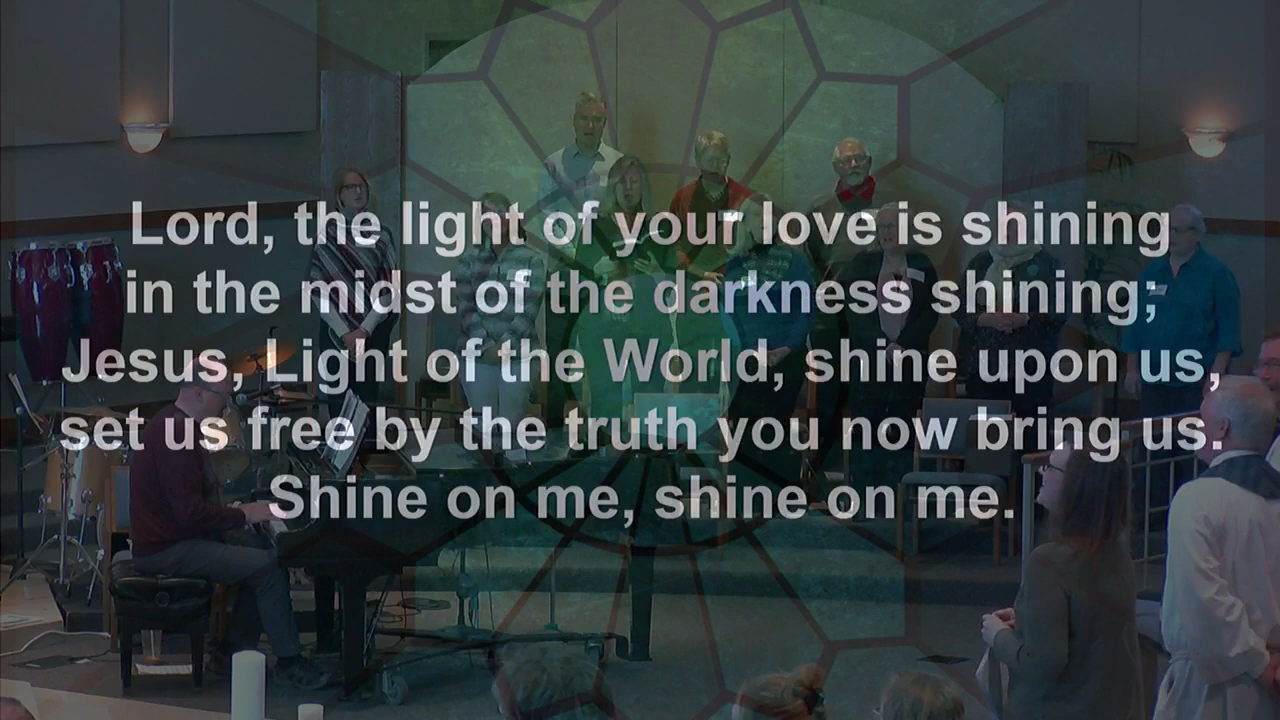 Lord, the light of your love is shining
in the midst of the darkness shining;
Jesus, Light of the World, shine upon us,
set us free by the truth you now bring us.
Shine on me, shine on me.